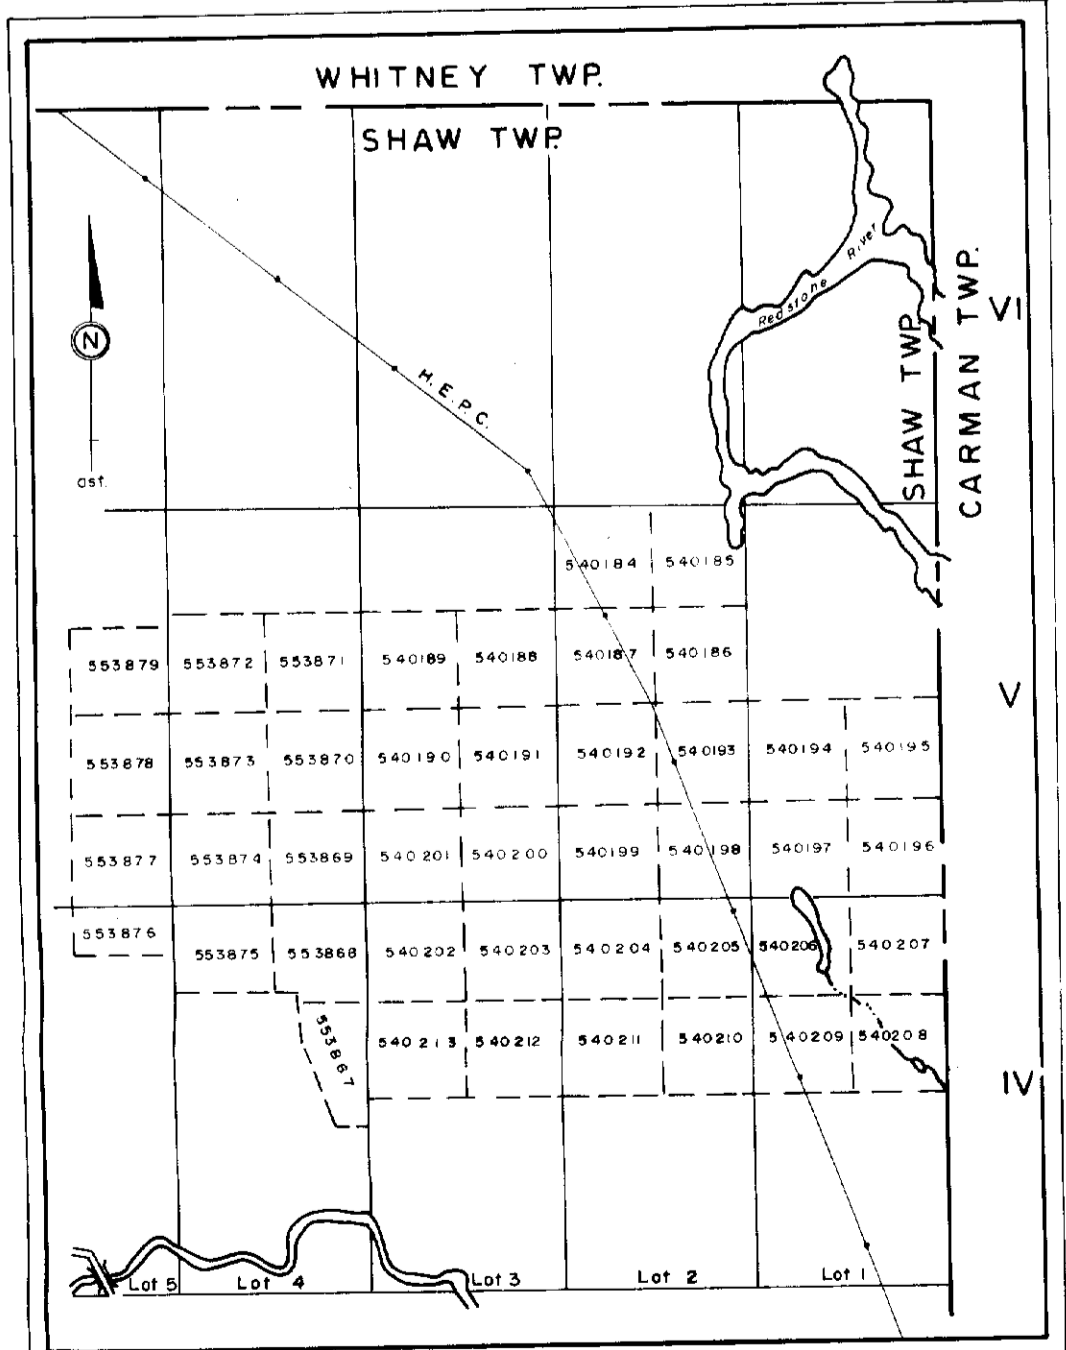 WHITNEY TWP.
SHAW TWP.
Redstone River
VI
SHAW TWP.
CARMAN TWP.
N
H. E. P. C.
ast.
540184 540185
553879 553872 553871 540189 540188 540187 540186
V
553878 553873 553870 540190 540191 540192 540193 540194 540195
553877 553874 553869 540201 540200 540199 540198 540197 540196
553876 553875 553868 540202 540203 540204 540205 540206 540207
553867 540213 540212 540211 540210 540209 540208
IV
Lot 5 Lot 4 Lot 3 Lot 2 Lot 1